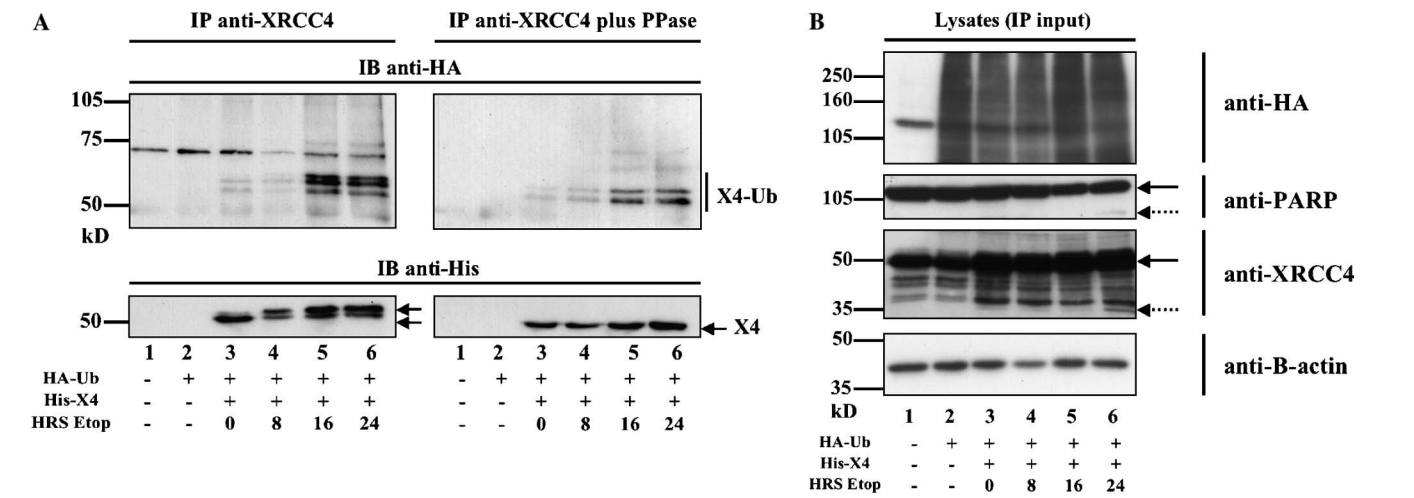 A
IP anti-XRCC4
IP anti-XRCC4 plus PPase
IB anti-HA
105
75
50
kD
X4-Ub
IB anti-His
50
X4
1 2 3 4 5 6
1 2 3 4 5 6
HA-Ub - + + + + +
- + + + + +
His-X4 - - + + + +
- - + + + +
HRS Etop - - 0 8 16 24
- - 0 8 16 24
B
Lysates (IP input)
250
160
105
anti-HA
105
anti-PARP
50
35
anti-XRCC4
50
35
anti-B-actin
kD
1 2 3 4 5 6
HA-Ub - + + + + +
His-X4 - - + + + +
HRS Etop - - 0 8 16 24